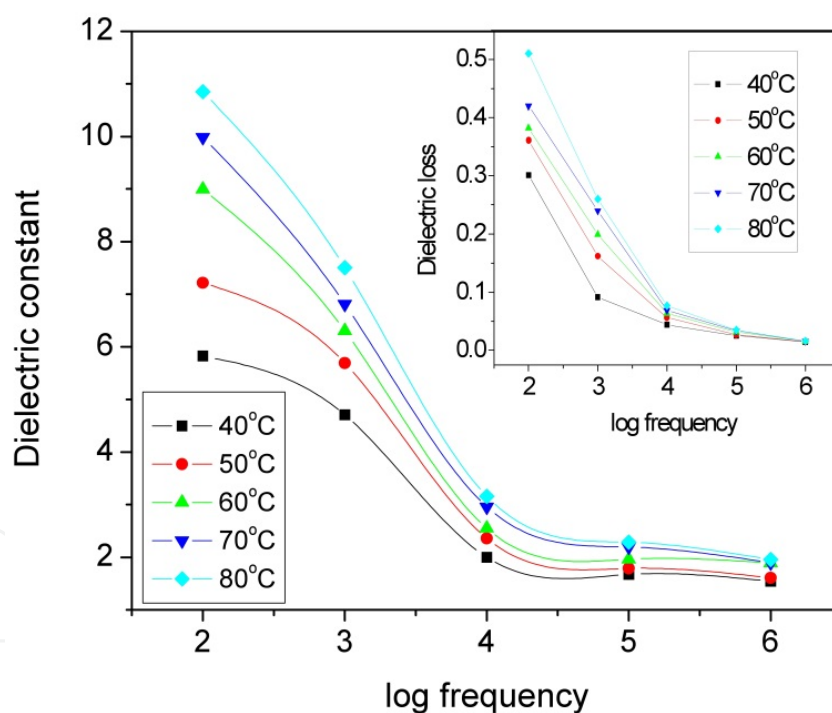 12
10
8
6
4
2
Dielectric constant
2 3 4 5 6
log frequency
40°C
50°C
60°C
70°C
80°C
0.5
0.4
0.3
0.2
0.1
0.0
Dielectric loss
2 3 4 5 6
log frequency
40°C
50°C
60°C
70°C
80°C